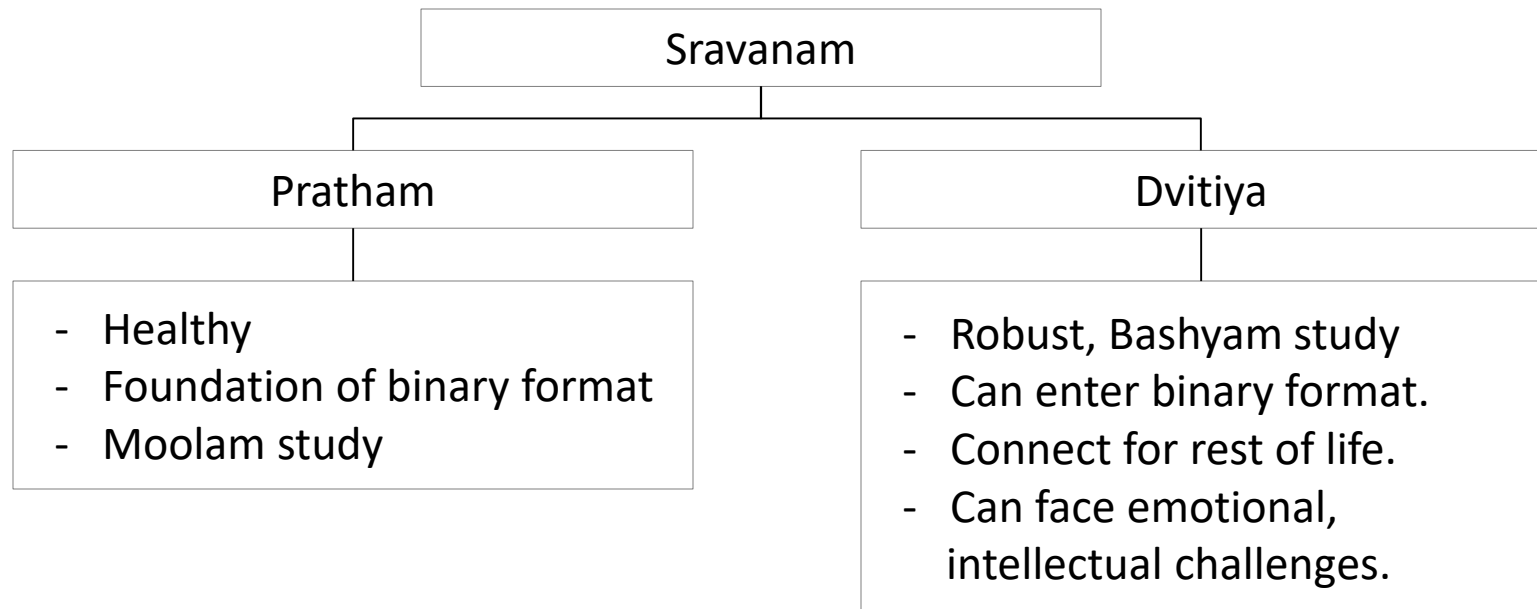 Sravanam
Pratham
Dvitiya
- Healthy
- Foundation of binary format
- Moolam study
- Robust, Bashyam study
- Can enter binary format.
- Connect for rest of life.
- Can face emotional,
intellectual challenges.